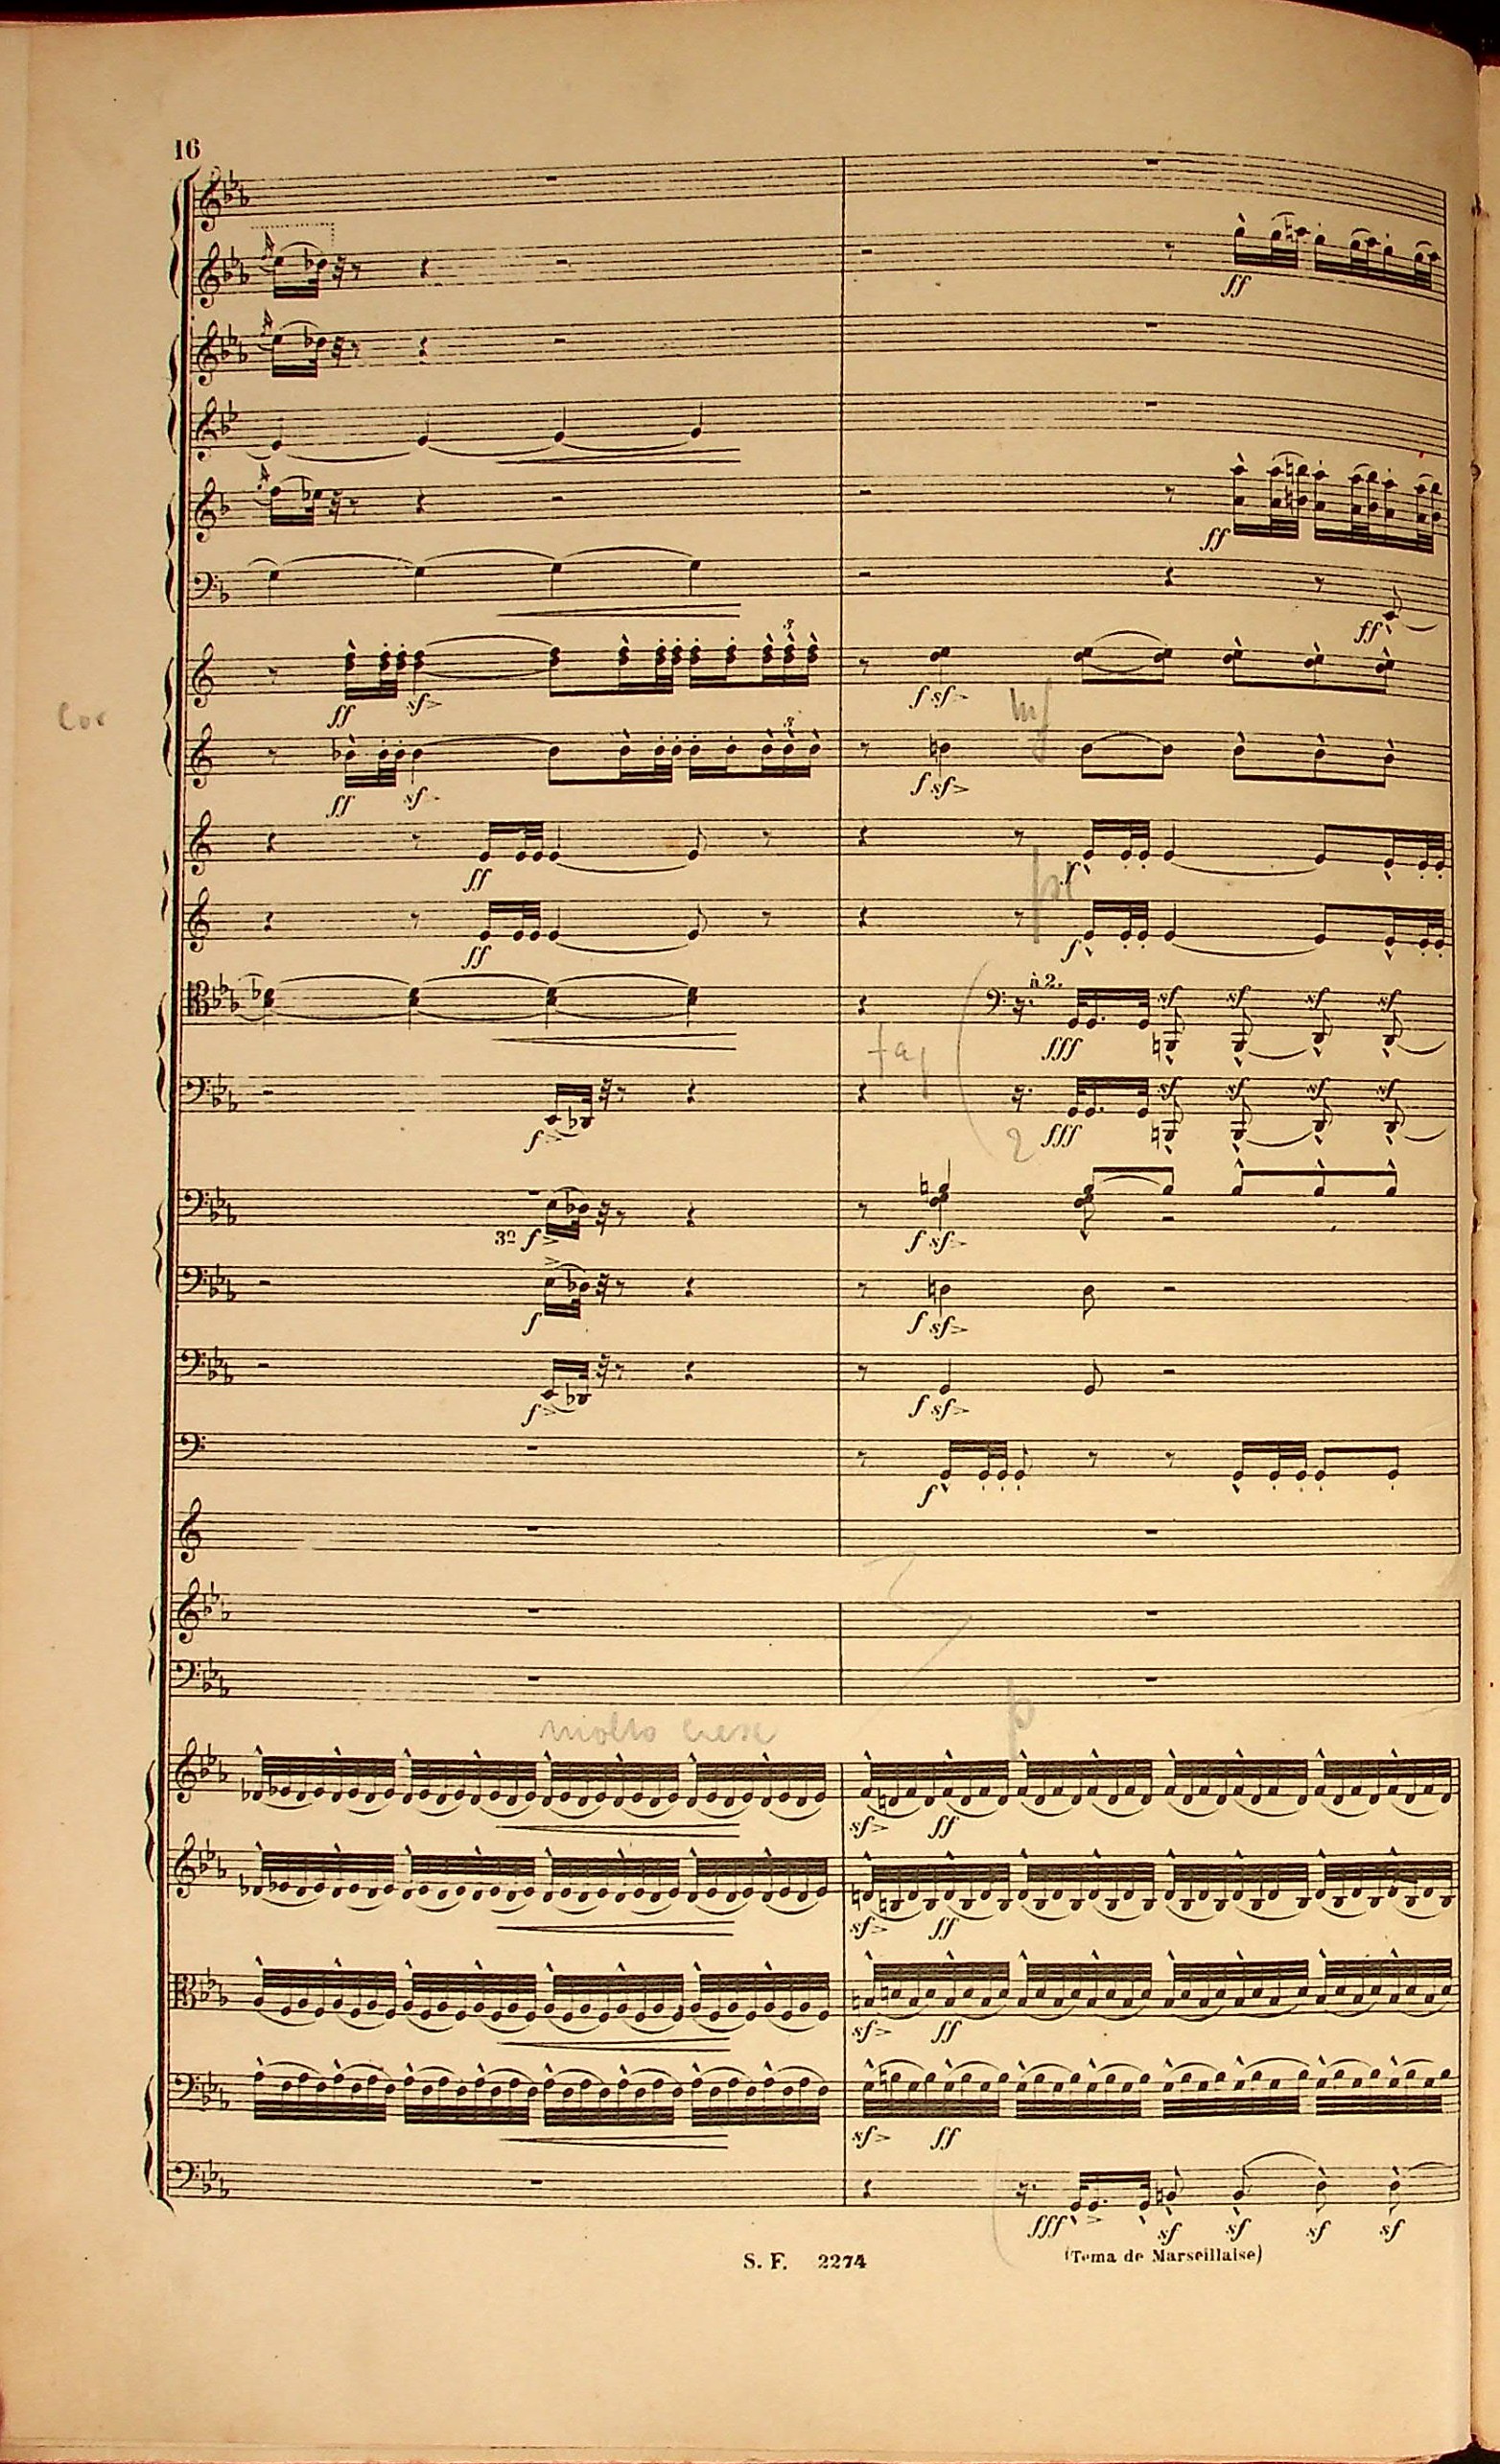 16
ff
ff
3
ff
ff sf>
f sf>
mf
Cor
3
ff sf>
f sf>
ff
f
ff
f
à 2.
sf sf sf sf
fff
fag
sf sf sf sf
f>
fff
2
3º f>
f sf>
f
f sf>
f>
f sf>
f
molto cresc
p
sf> ff
sf> ff
sf> ff
sf> ff
fff sf sf sf sf
S. F. 2274
(Tema de Marseillaise)